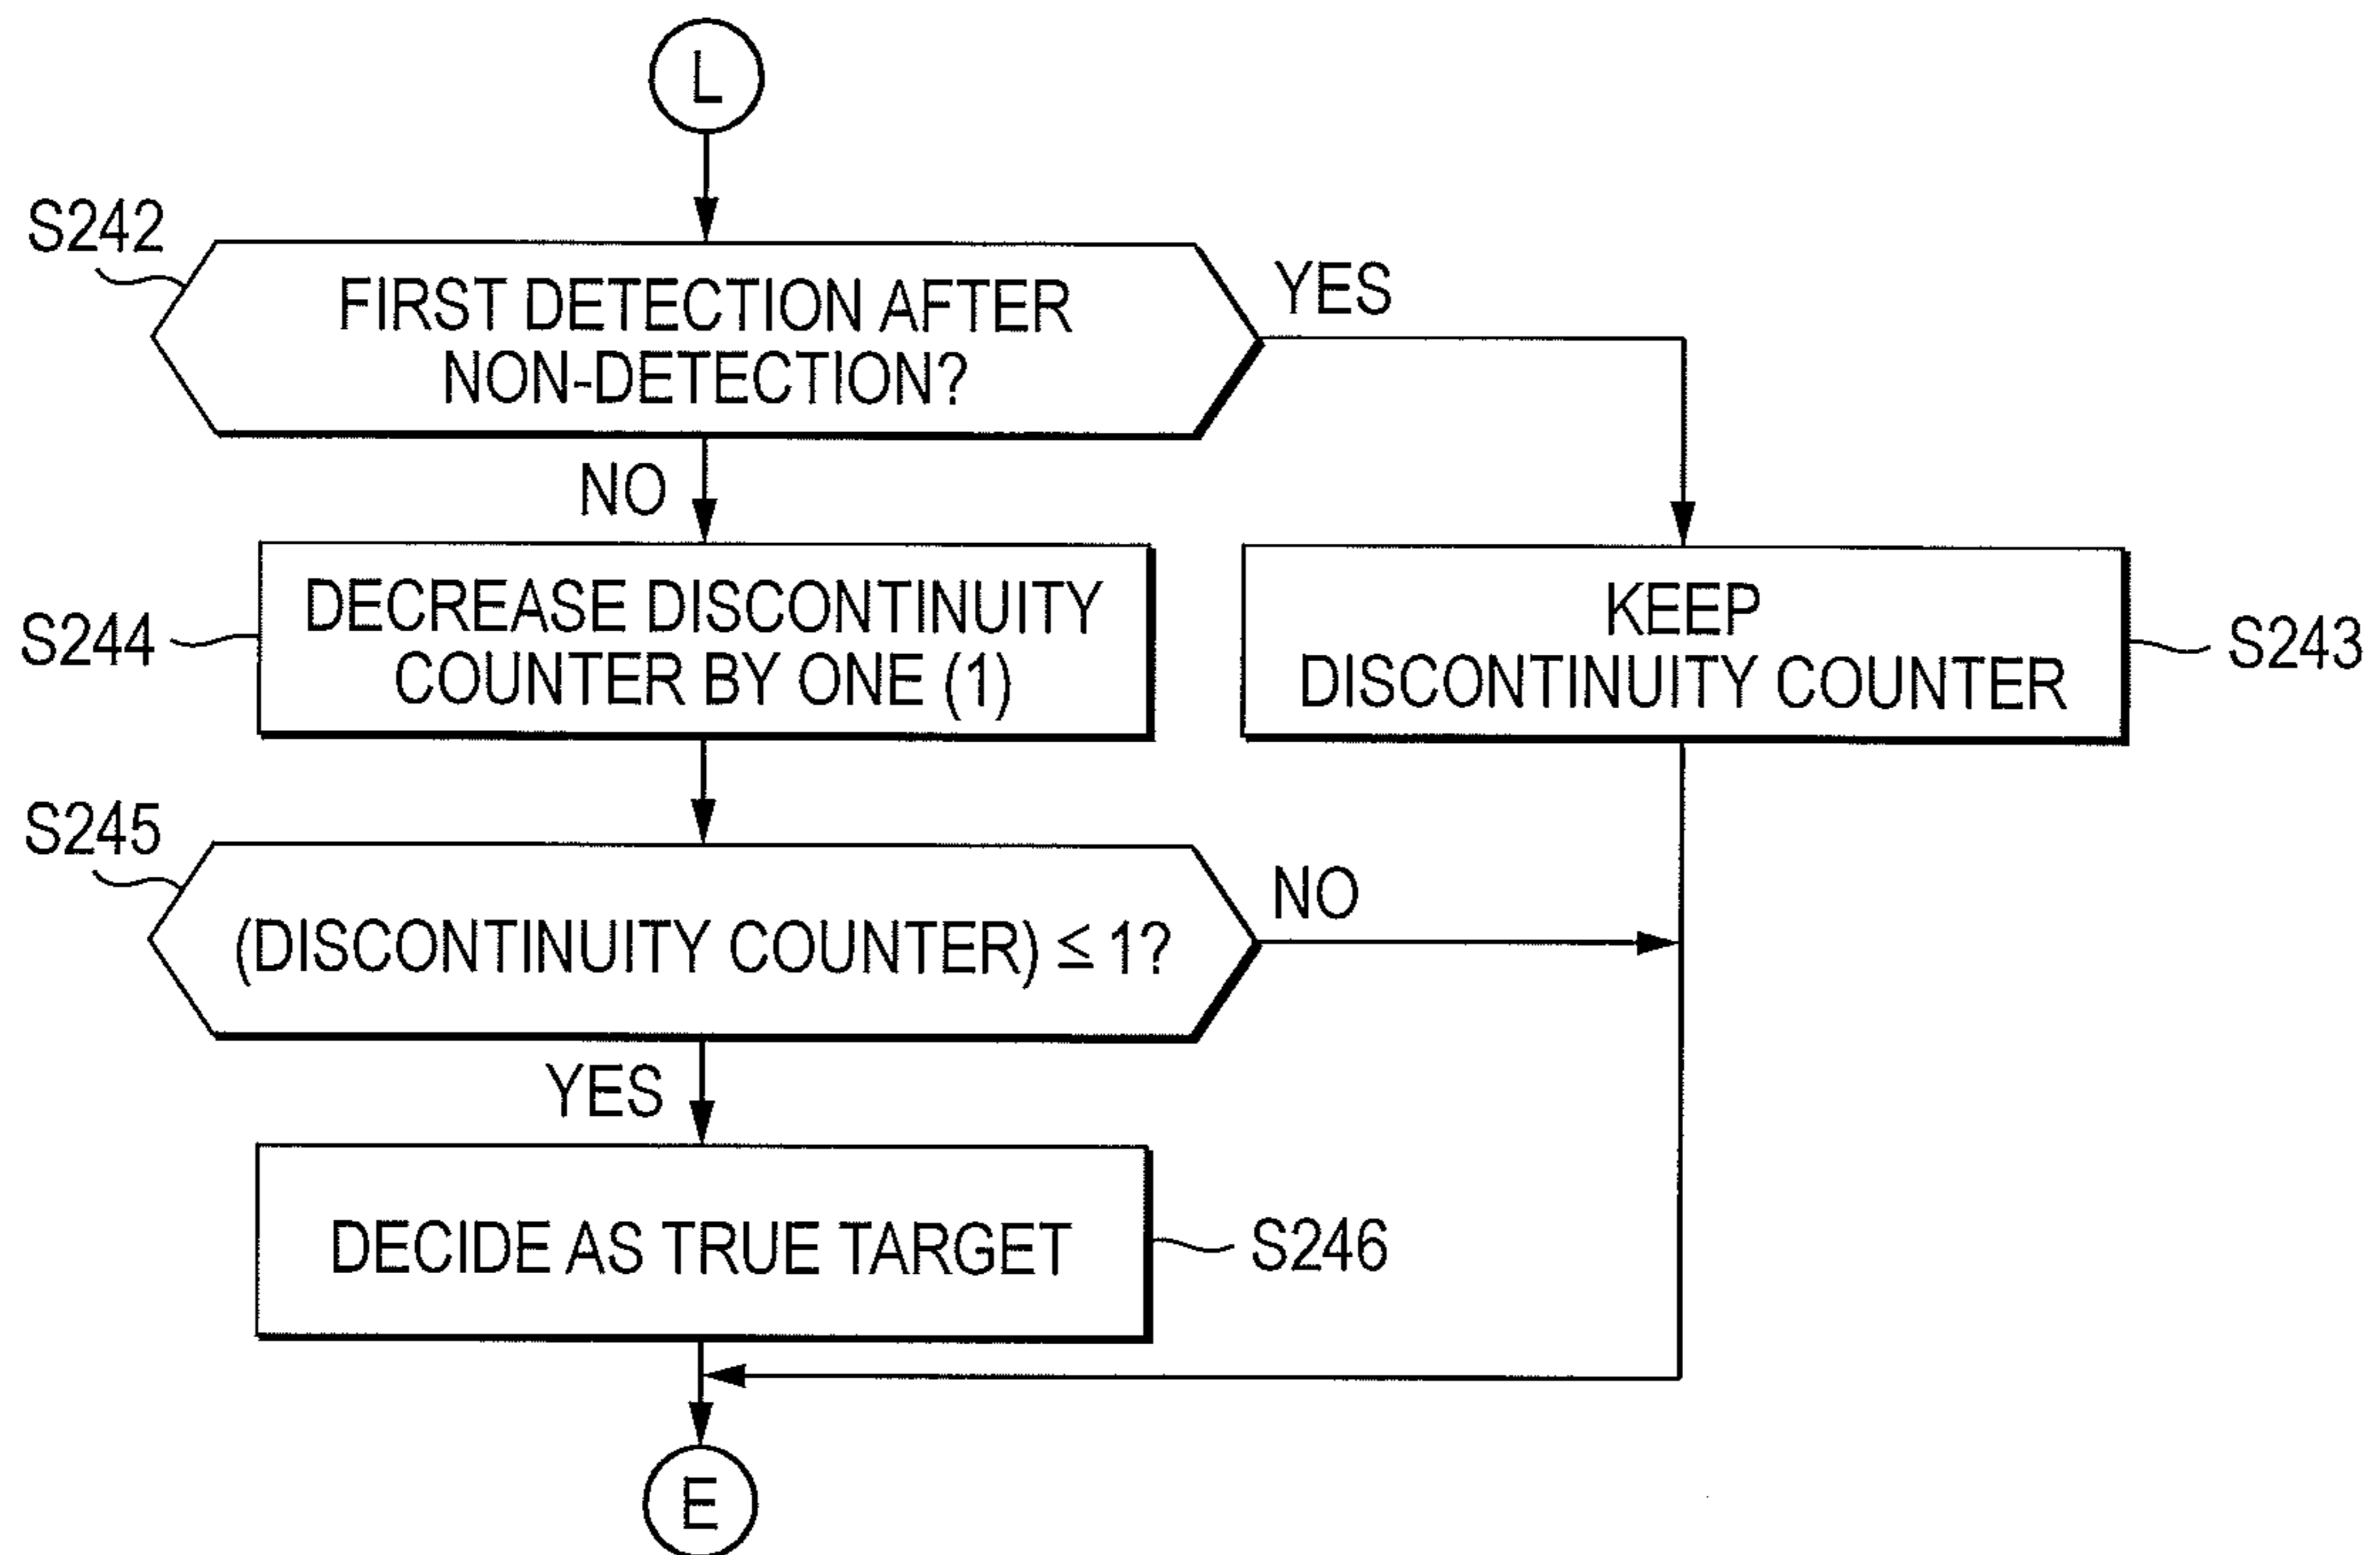 L
S242
FIRST DETECTION AFTER
NON-DETECTION?
YES
NO
S244
DECREASE DISCONTINUITY
COUNTER BY ONE (1)
KEEP
DISCONTINUITY COUNTER
S243
S245
(DISCONTINUITY COUNTER) ≤ 1?
NO
YES
DECIDE AS TRUE TARGET
S246
E